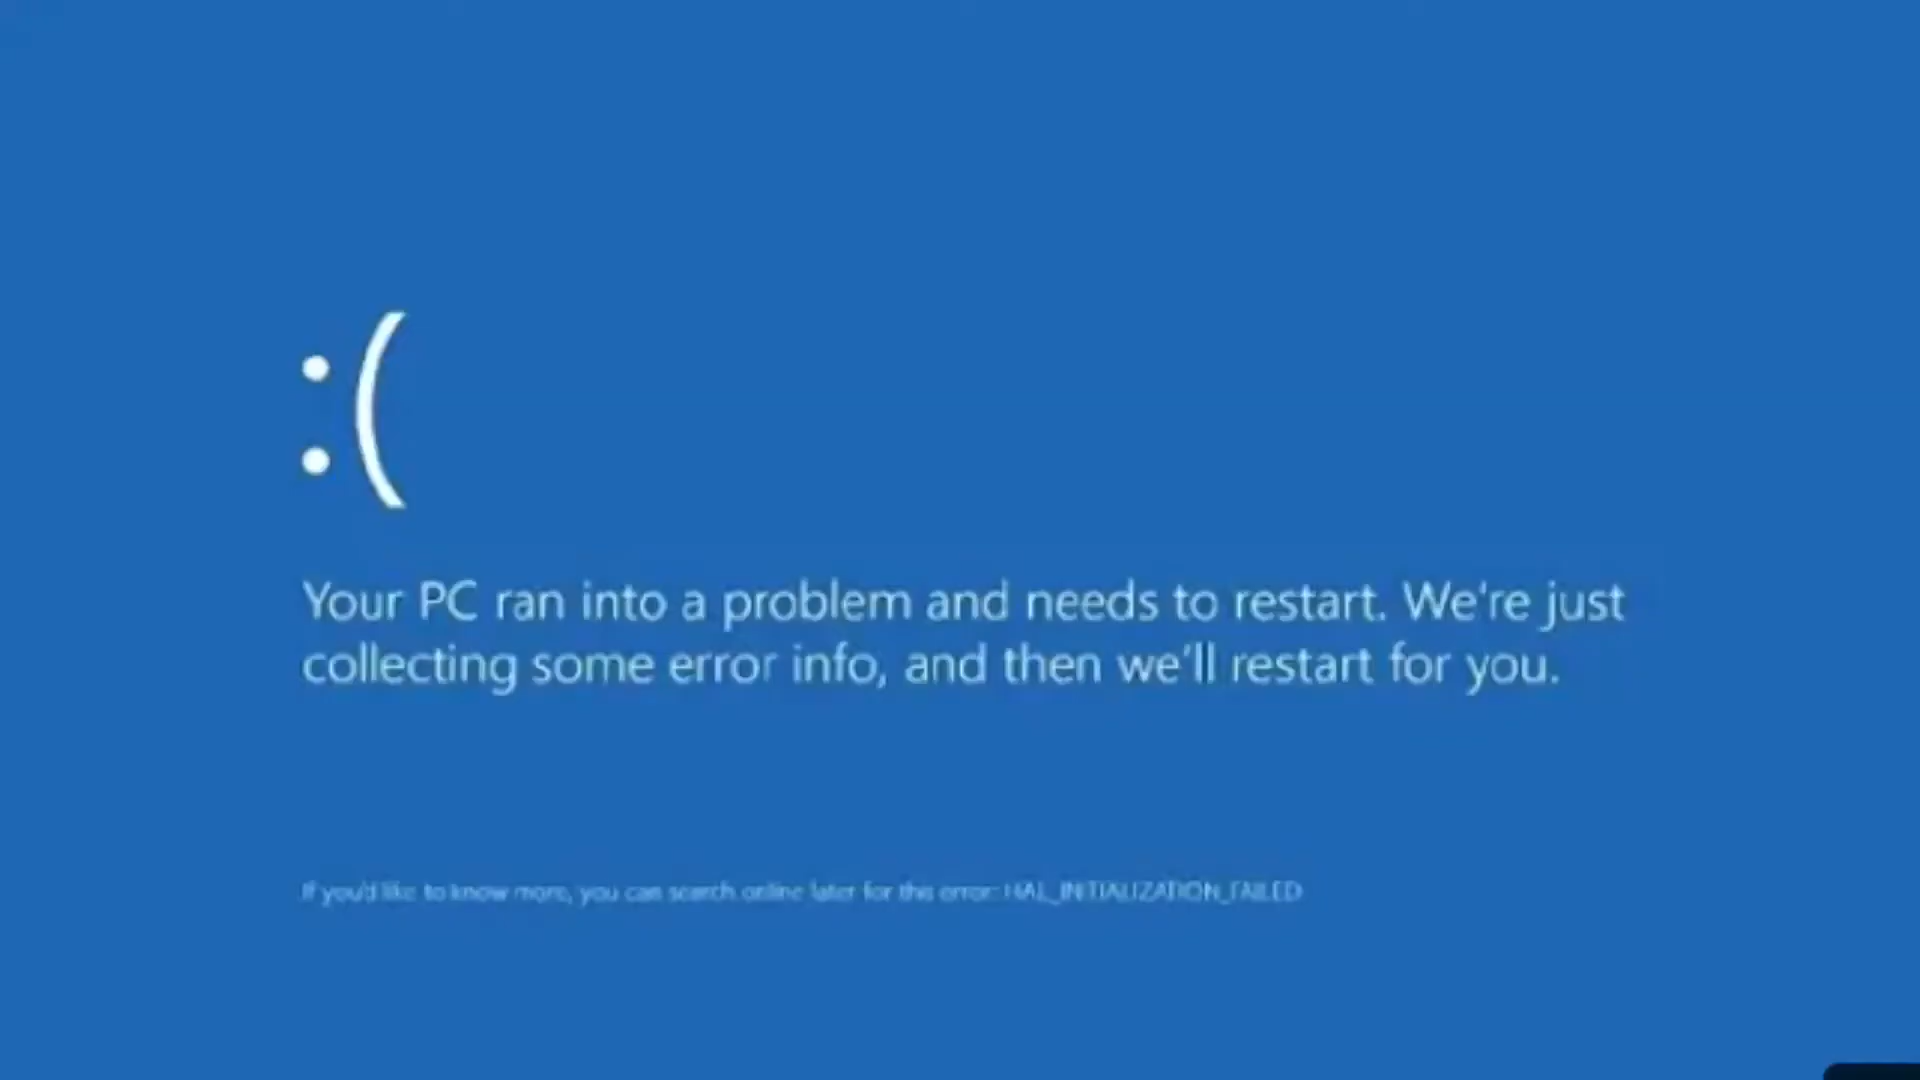 :(
Your PC ran into a problem and needs to restart. We're just
collecting some error info, and then we'll restart for you.
If you'd like to know more, you can search online later for this error: HAL_INITIALIZATION_FAILED